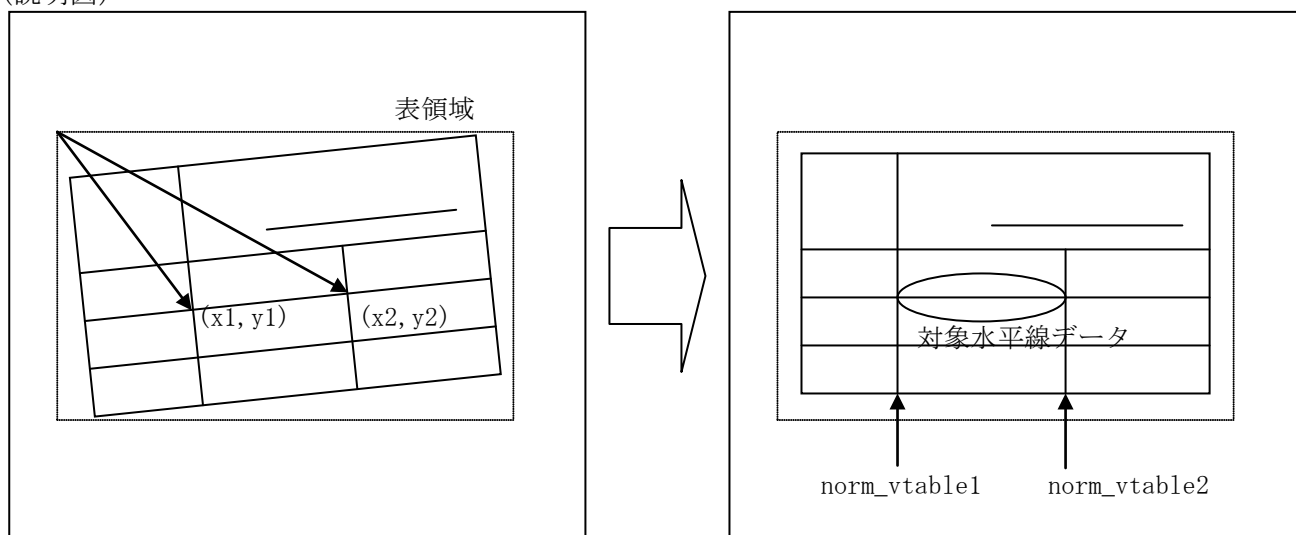 (説明図)
表領域
(x1, y1)
(x2, y2)
対象水平線データ
norm_vtable1
norm_vtable2